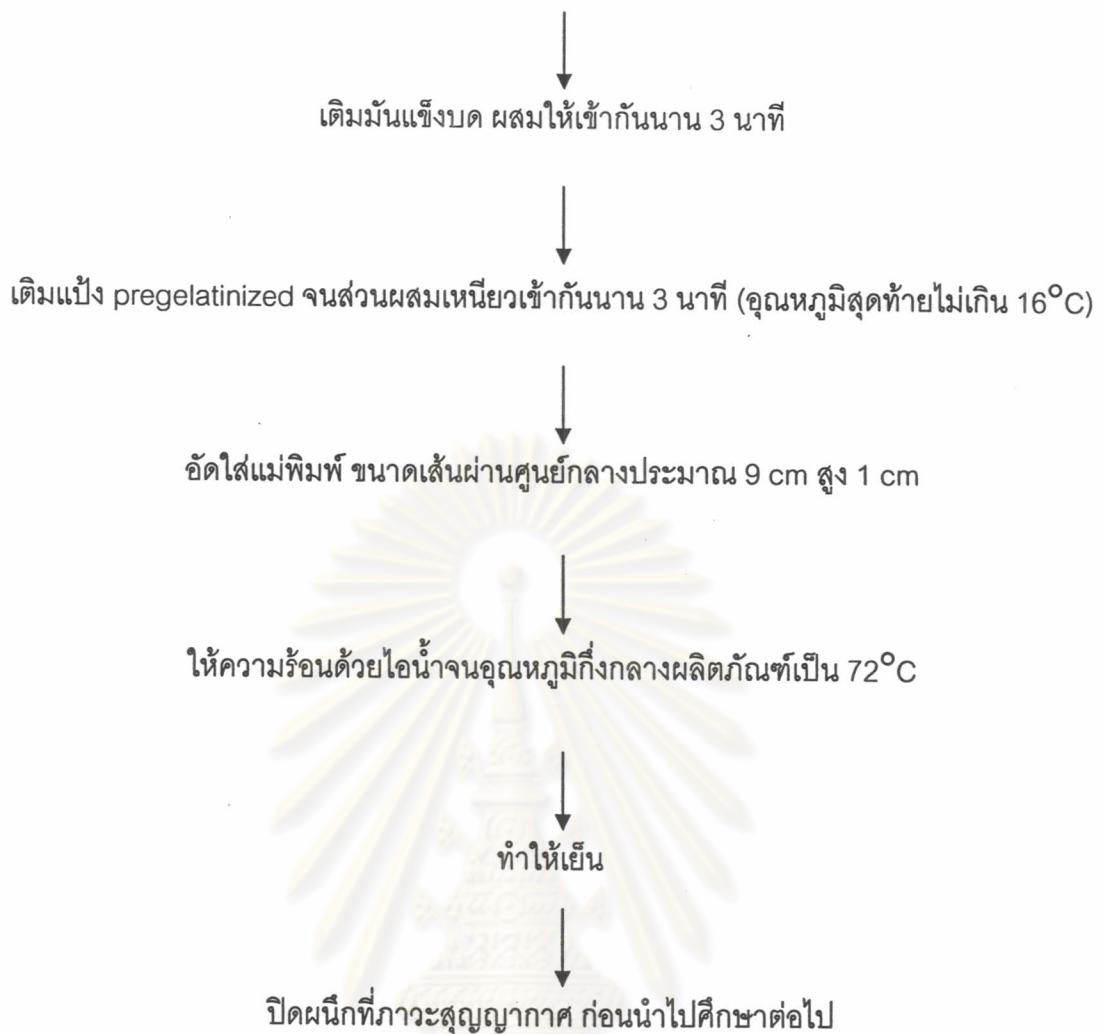 เติมมันแข็งบด ผสมให้เข้ากันนาน 3 นาที
เติมแป้ง pregelatinized จนส่วนผสมเหนียวเข้ากันนาน 3 นาที (อุณหภูมิสุดท้ายไม่เกิน 16°C)
อัดใส่แม่พิมพ์ ขนาดเส้นผ่านศูนย์กลางประมาณ 9 cm สูง 1 cm
ให้ความร้อนด้วยไอน้ำจนอุณหภูมิกึ่งกลางผลิตภัณฑ์เป็น 72°C
ทำให้เย็น
ปิดผนึกที่ภาวะสุญญากาศ ก่อนนำไปศึกษาต่อไป